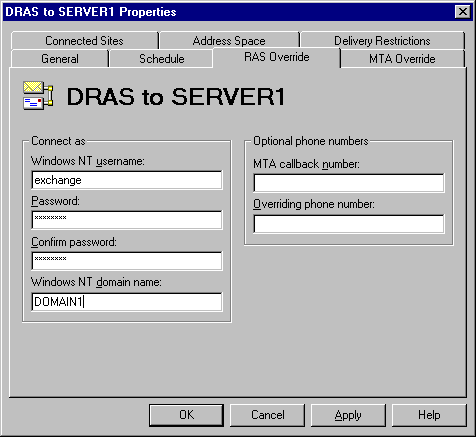 DRAS to SERVER1 Properties
Connected Sites Address Space Delivery Restrictions
General Schedule RAS Override MTA Override
DRAS to SERVER1
Connect as
Windows NT username:
exchange
Password:
********
Confirm password:
********
Windows NT domain name:
DOMAIN1
Optional phone numbers
MTA callback number:
Overriding phone number:
OK Cancel Apply Help